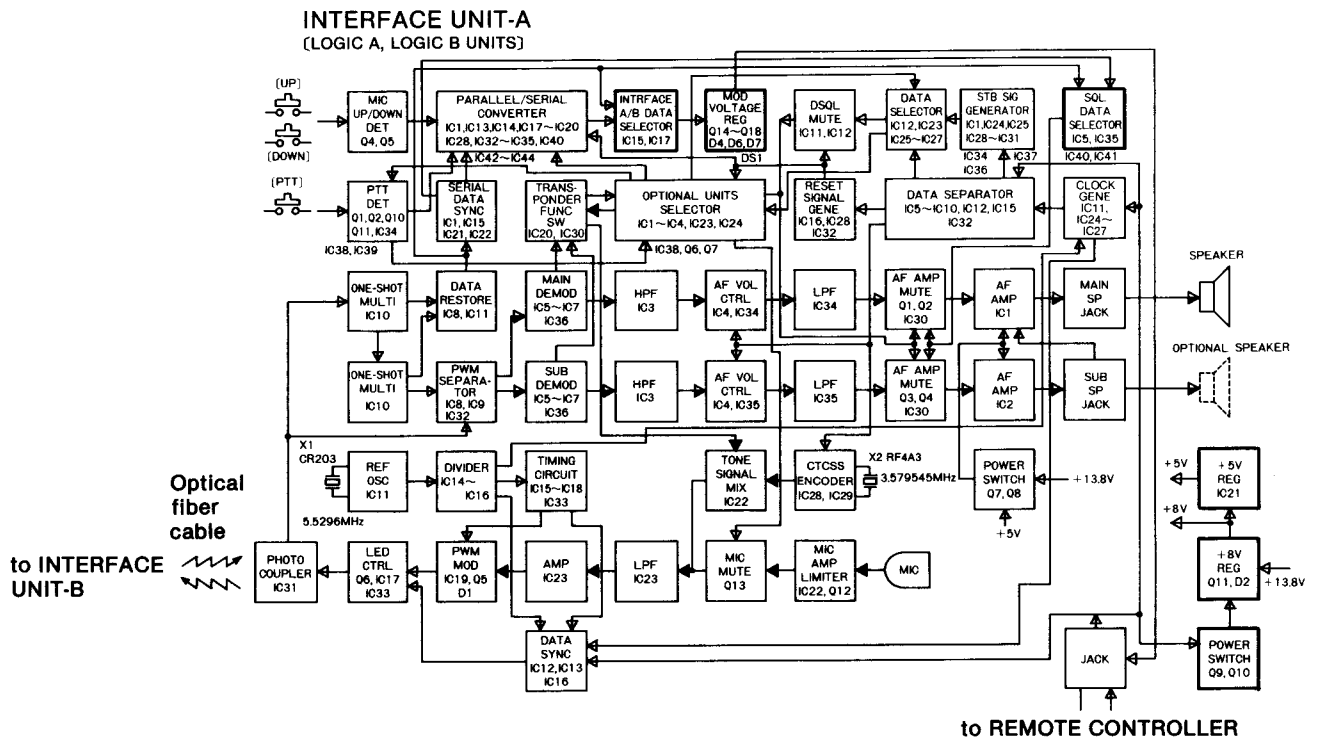 INTERFACE UNIT-A
(LOGIC A, LOGIC B UNITS)
(UP)
(DOWN)
(PTT)
MIC
UP/DOWN
DET
Q4, Q5
PARALLEL/SERIAL
CONVERTER
IC1, IC13, IC14, IC17~IC20
IC28, IC32~IC35, IC40
IC42~IC44
INTRFACE
A/B DATA
SELECTOR
IC15, IC17
MOD
VOLTAGE
REG
Q14~Q18
D4, D6, D7
DS1
DSQL
MUTE
IC11, IC12
DATA
SELECTOR
IC12, IC23
IC25~IC27
STB SIG
GENERATOR
IC1, IC24, IC25
IC28~IC31
IC34
IC36
IC37
SQL
DATA
SELECTOR
IC5, IC35
IC40, IC41
PTT
DET
Q1, Q2, Q10
Q11, IC34
IC38, IC39
SERIAL
DATA
SYNC
IC1, IC15
IC21, IC22
TRANS-
PONDER
FUNC
SW
IC20, IC30
OPTIONAL UNITS
SELECTOR
IC1~IC4, IC23, IC24
IC38, Q6, Q7
RESET
SIGNAL
GENE
IC16, IC28
IC32
DATA SEPARATOR
IC5~IC10, IC12, IC15
IC32
CLOCK
GENE
IC11,
IC24~
IC27
ONE-SHOT
MULTI
IC10
DATA
RESTORE
IC8, IC11
MAIN
DEMOD
IC5~IC7
IC36
HPF
IC3
AF VOL
CTRL
IC4, IC34
LPF
IC34
AF AMP
MUTE
Q1, Q2
IC30
AF
AMP
IC1
MAIN
SP
JACK
SPEAKER
ONE-SHOT
MULTI
IC10
PWM
SEPARA-
TOR
IC8, IC9
IC32
SUB
DEMOD
IC5~IC7
IC36
HPF
IC3
AF VOL
CTRL
IC4, IC35
LPF
IC35
AF AMP
MUTE
Q3, Q4
IC30
AF
AMP
IC2
SUB
SP
JACK
OPTIONAL SPEAKER
X1
CR203
REF
OSC
IC11
5.5296MHz
DIVIDER
IC14~
IC16
TIMING
CIRCUIT
IC15~IC18
IC33
TONE
SIGNAL
MIX
IC22
CTCSS
ENCODER
IC28, IC29
X2 RF4A3
3.579545MHz
POWER
SWITCH
Q7, Q8
+13.8V
+5V
+5V
+5V
REG
IC21
+8V
+8V
REG
Q11, D2
+13.8V
Optical
fiber
cable
to INTERFACE
UNIT-B
PHOTO
COUPLER
IC31
LED
CTRL
Q6, IC17
IC33
PWM
MOD
IC19, Q5
D1
AMP
IC23
LPF
IC23
MIC
MUTE
Q13
MIC
AMP
LIMITER
IC22, Q12
MIC
DATA
SYNC
IC12, IC13
IC16
JACK
POWER
SWITCH
Q9, Q10
to REMOTE CONTROLLER